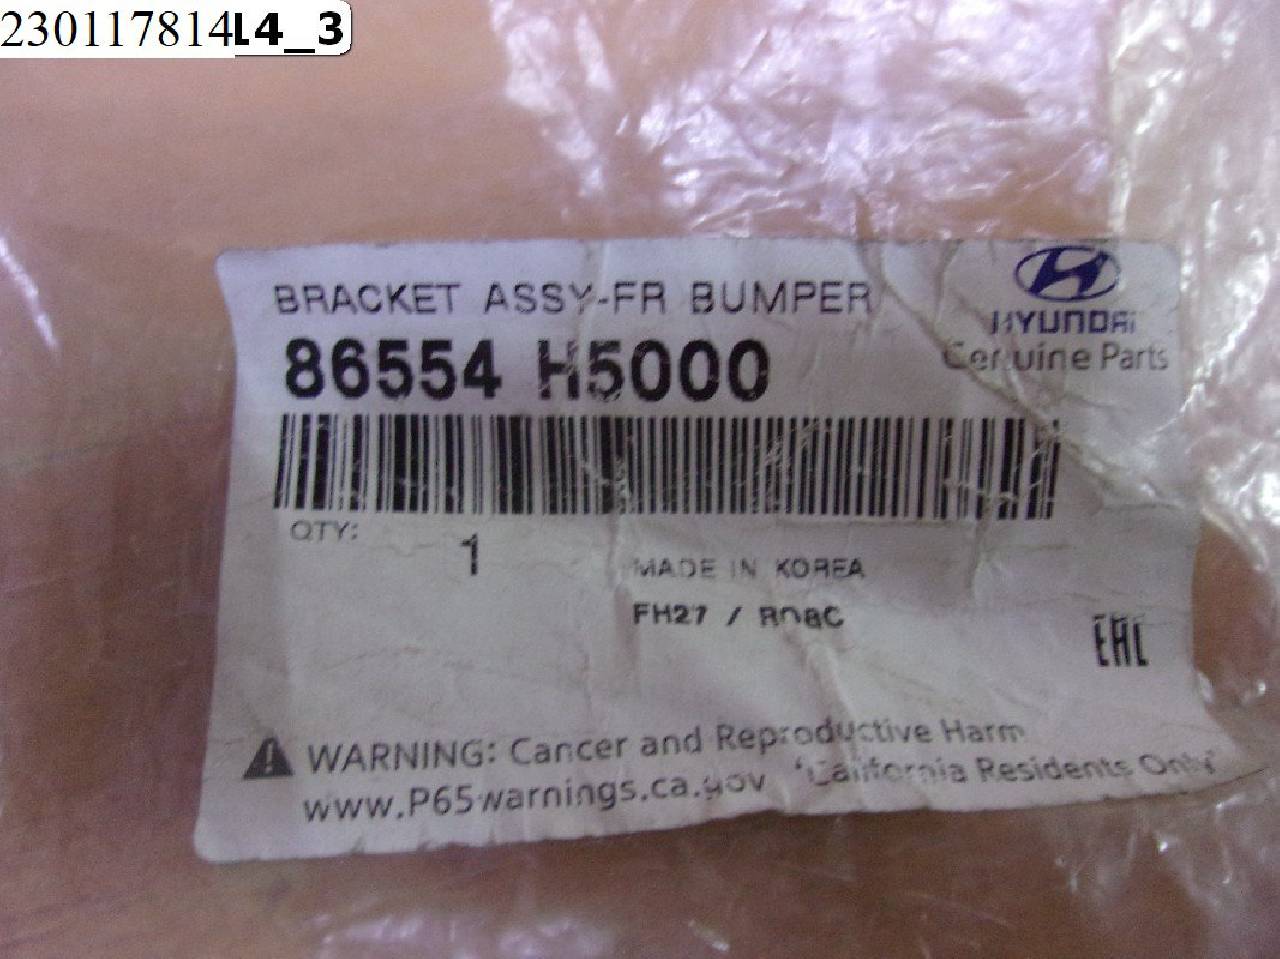 230117814L4_3
BRACKET ASSY-FR BUMPER
HYUNDAI
86554 H5000
Genuine Parts
QTY:
1
MADE IN KOREA
FH27 / R08C
EAC
WARNING: Cancer and Reproductive Harm
www.P65warnings.ca.gov "California Residents Only"